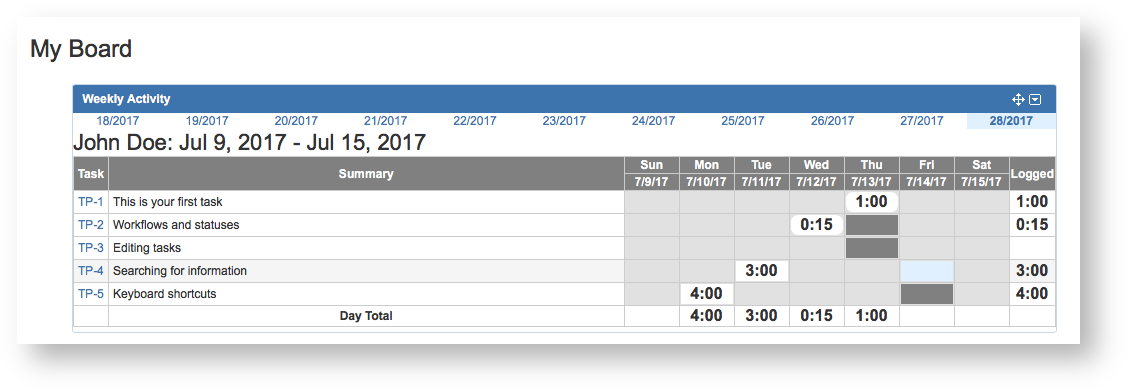 My Board
Weekly Activity
18/2017 19/2017 20/2017 21/2017 22/2017 23/2017 24/2017 25/2017 26/2017 27/2017 28/2017
John Doe: Jul 9, 2017 - Jul 15, 2017
Task Summary Sun Mon Tue Wed Thu Fri Sat Logged
7/9/17 7/10/17 7/11/17 7/12/17 7/13/17 7/14/17 7/15/17
TP-1 This is your first task 1:00 1:00
TP-2 Workflows and statuses 0:15 0:15
TP-3 Editing tasks
TP-4 Searching for information 3:00 3:00
TP-5 Keyboard shortcuts 4:00 4:00
Day Total 4:00 3:00 0:15 1:00